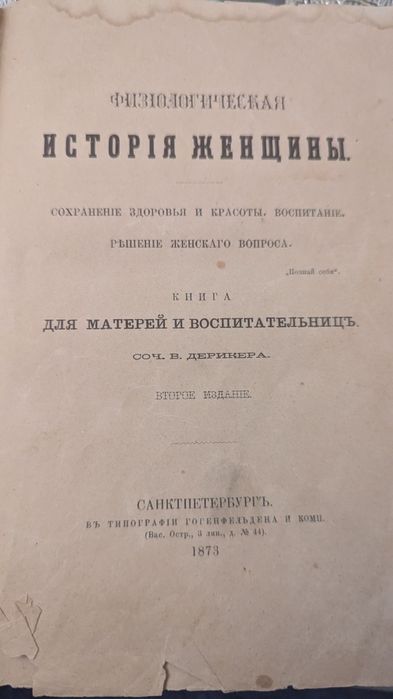 ФИЗІОЛОГИЧЕСКАЯ
ИСТОРІЯ ЖЕНЩИНЫ.
СОХРАНЕНІЕ ЗДОРОВЬЯ И КРАСОТЫ. ВОСПИТАНІЕ.
РѢШЕНІЕ ЖЕНСКАГО ВОПРОСА.
„Познай себя“.
КНИГА
ДЛЯ МАТЕРЕЙ И ВОСПИТАТЕЛЬНИЦЪ.
СОЧ. В. ДЕРИКЕРА.
ВТОРОЕ ИЗДАНІЕ.
САНКТПЕТЕРБУРГЪ.
ВЪ ТИПОГРАФІИ ГОГЕНФЕЛЬДЕНА И КОМП.
(Вас. Остр., 3 лин., д. № 44).
1873